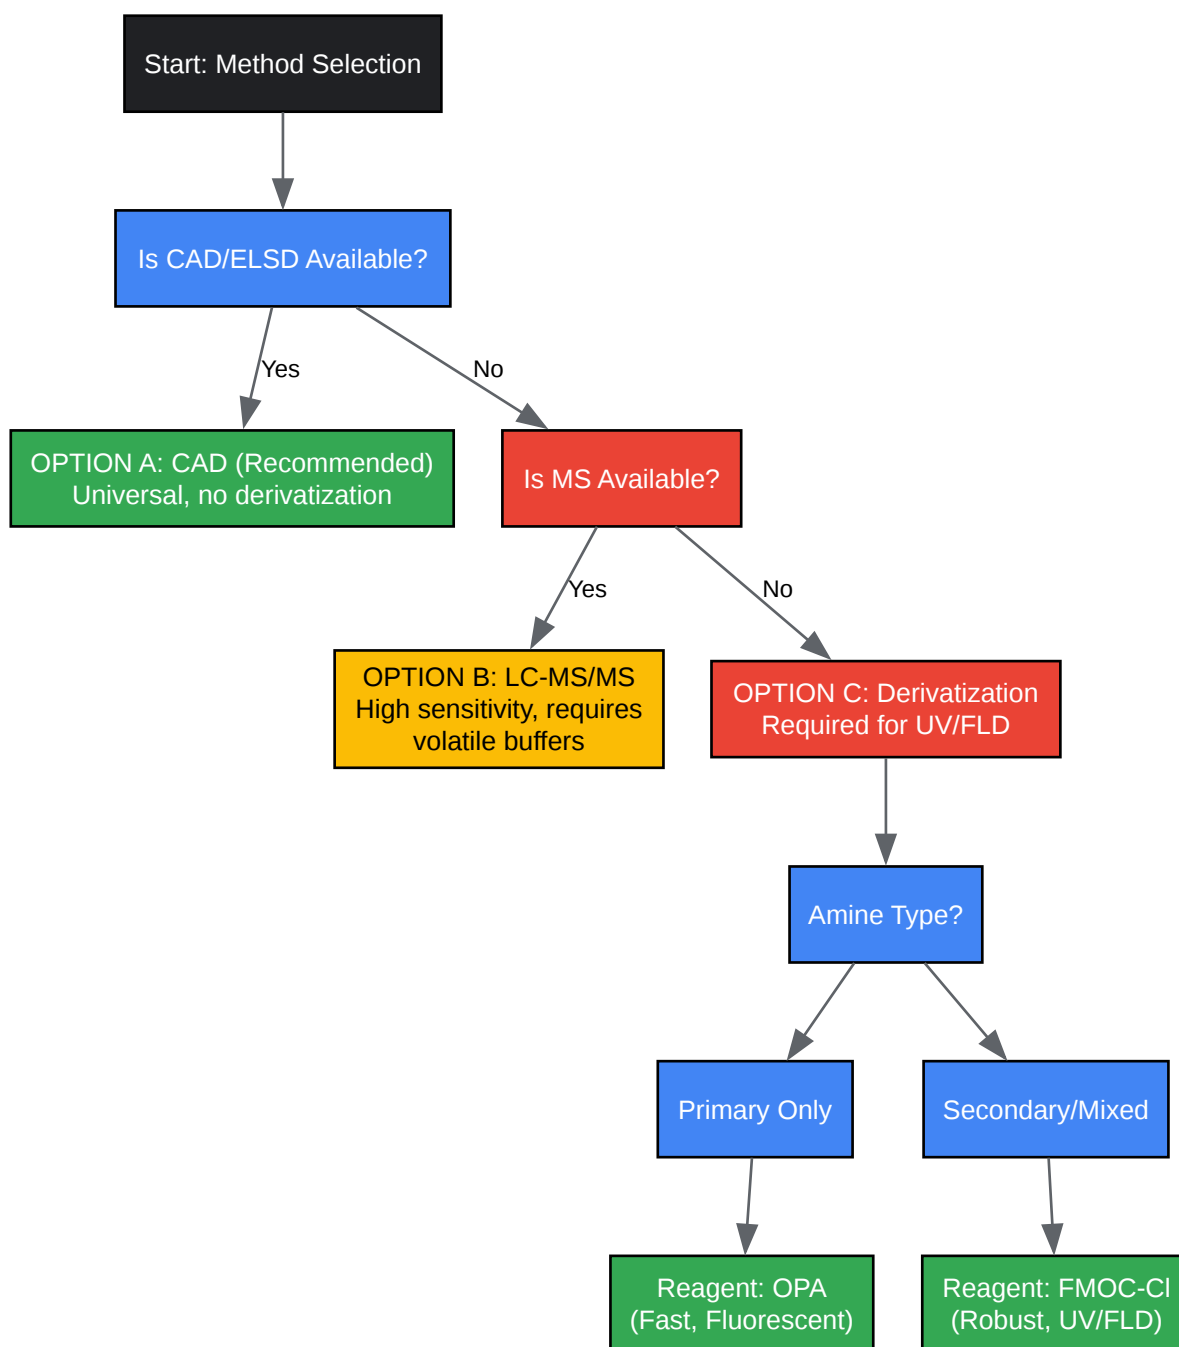 Start: Method Selection
Is CAD/ELSD Available?
Yes
No
OPTION A: CAD (Recommended)
Universal, no derivatization
Is MS Available?
Yes
No
OPTION B: LC-MS/MS
High sensitivity, requires
volatile buffers
OPTION C: Derivatization
Required for UV/FLD
Amine Type?
Primary Only
Secondary/Mixed
Reagent: OPA
(Fast, Fluorescent)
Reagent: FMOC-Cl
(Robust, UV/FLD)